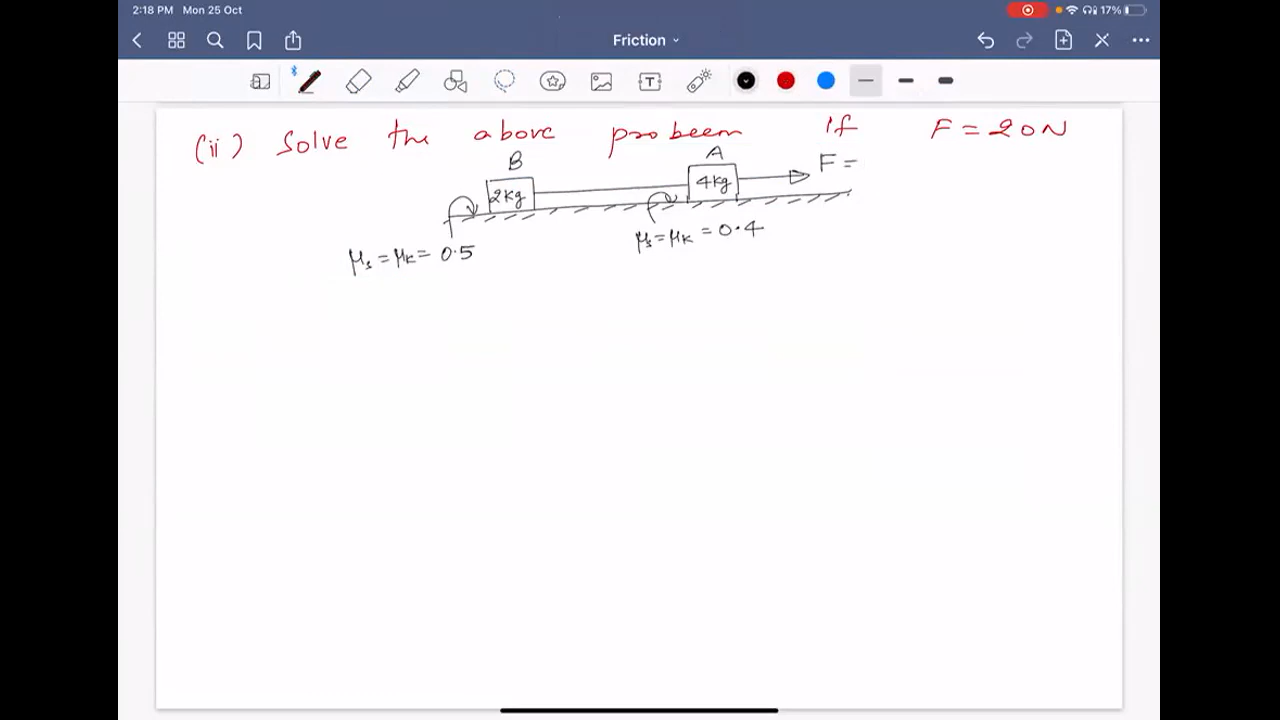 2:18 PM Mon 25 Oct
17%
Friction
(ii) Solve the above probeem If F = 20N
B
A
2kg
4kg
F =
μs = μk = 0.5
μs = μk = 0.4